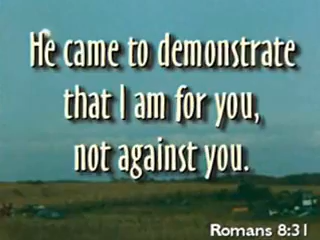 He came to demonstrate
that I am for you,
not against you.
Romans 8:31